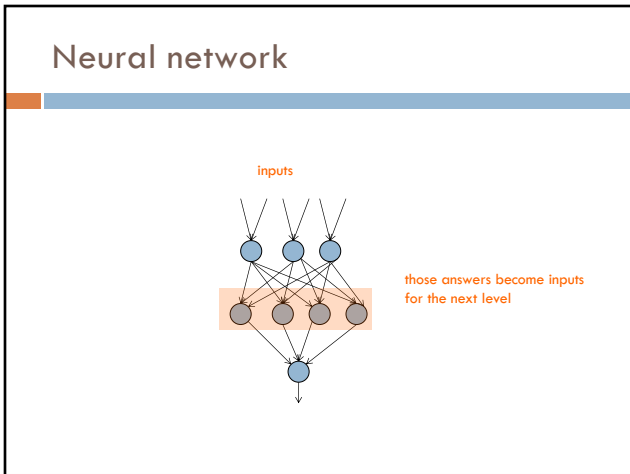 Neural network
inputs
those answers become inputs
for the next level